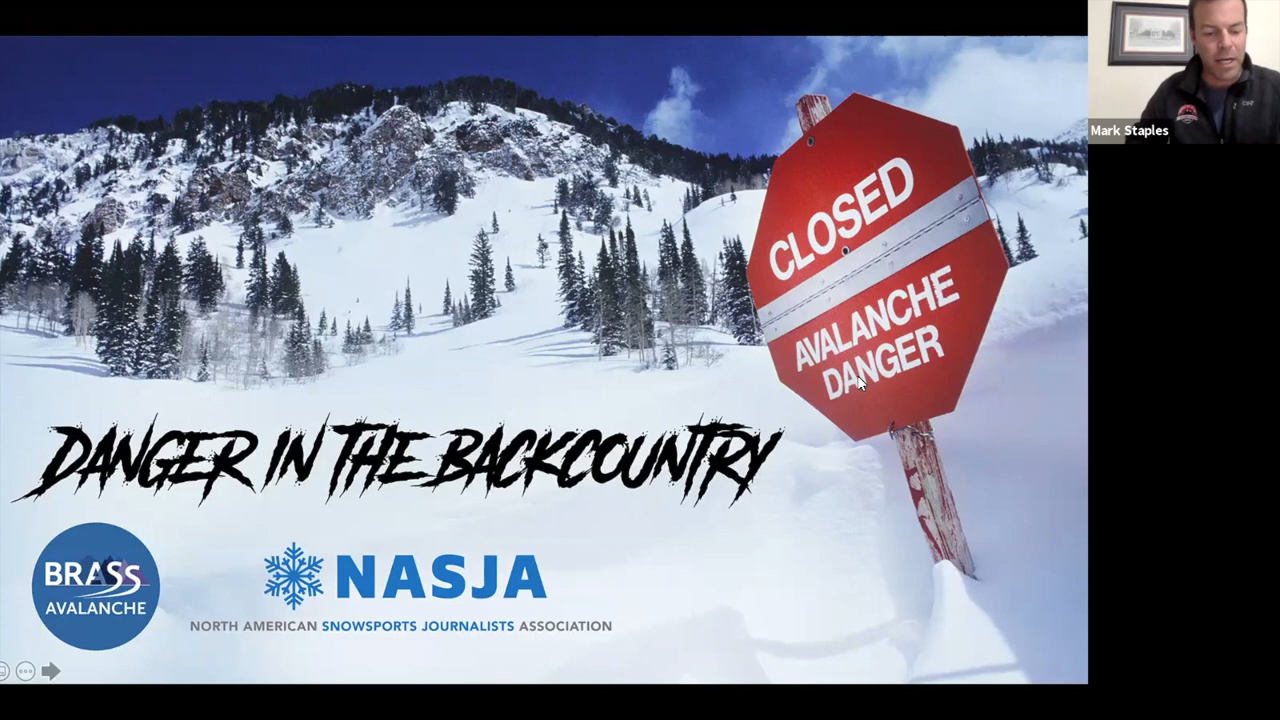 Mark Staples
CLOSED
AVALANCHE
DANGER
DANGER IN THE BACKCOUNTRY
BRASS
AVALANCHE
NASJA
NORTH AMERICAN SNOWSPORTS JOURNALISTS ASSOCIATION